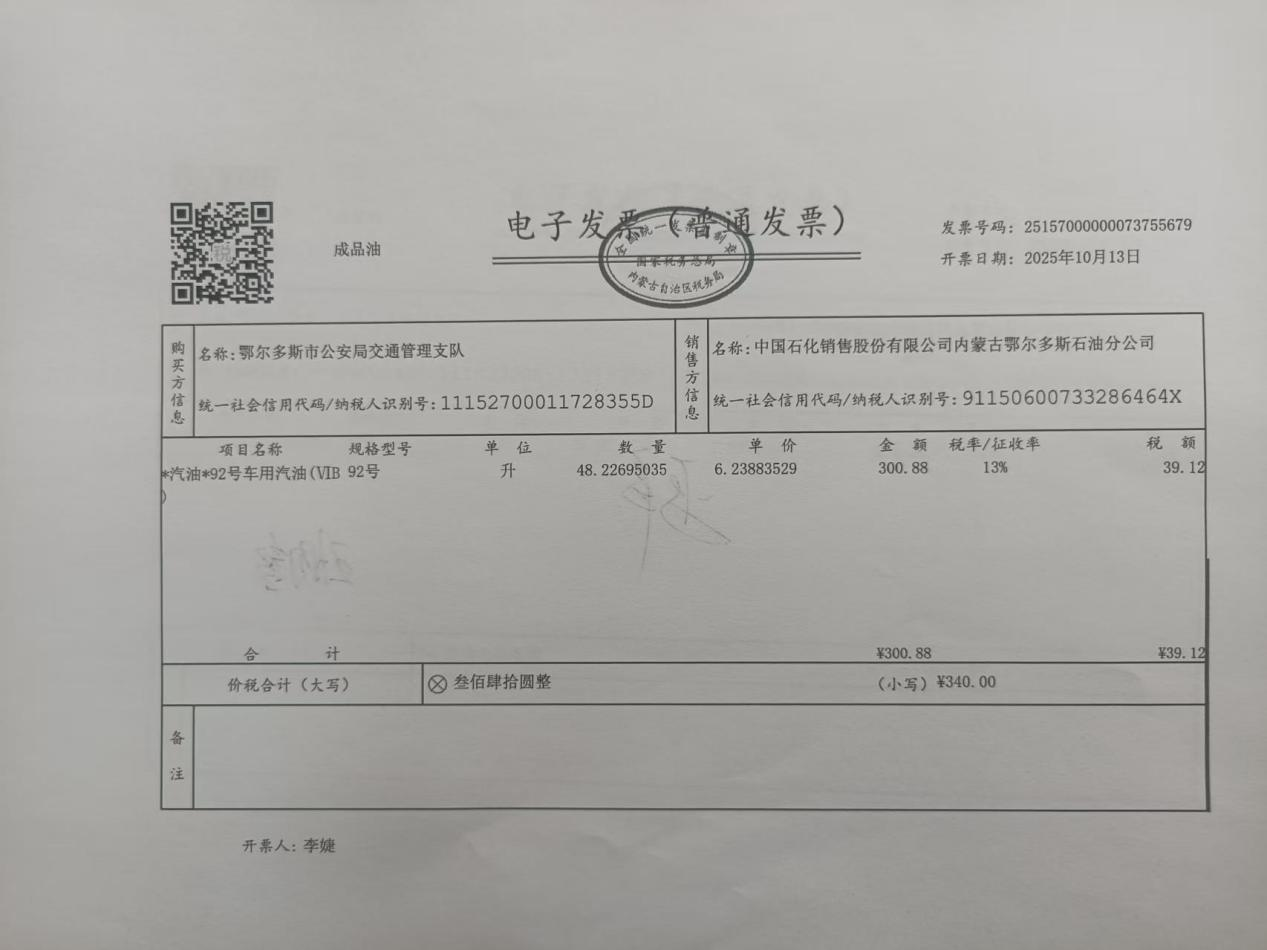 电子发票（普通发票）
全国统一发票监制章
国家税务总局
内蒙古自治区税务局
税
成品油
发票号码：25157000000073755679
开票日期：2025年10月13日
购买方信息
名称：鄂尔多斯市公安局交通管理支队
统一社会信用代码/纳税人识别号：11152700011728355D
销售方信息
名称：中国石化销售股份有限公司内蒙古鄂尔多斯石油分公司
统一社会信用代码/纳税人识别号：91150600733286464X
项目名称 规格型号 单位 数量 单价 金额 税率/征收率 税额
*汽油*92号车用汽油(VIB 92号 升 48.22695035 6.23883529 300.88 13% 39.12
)
合计 ¥300.88 ¥39.12
价税合计（大写） 叁佰肆拾圆整 （小写）¥340.00
备注
开票人：李婕